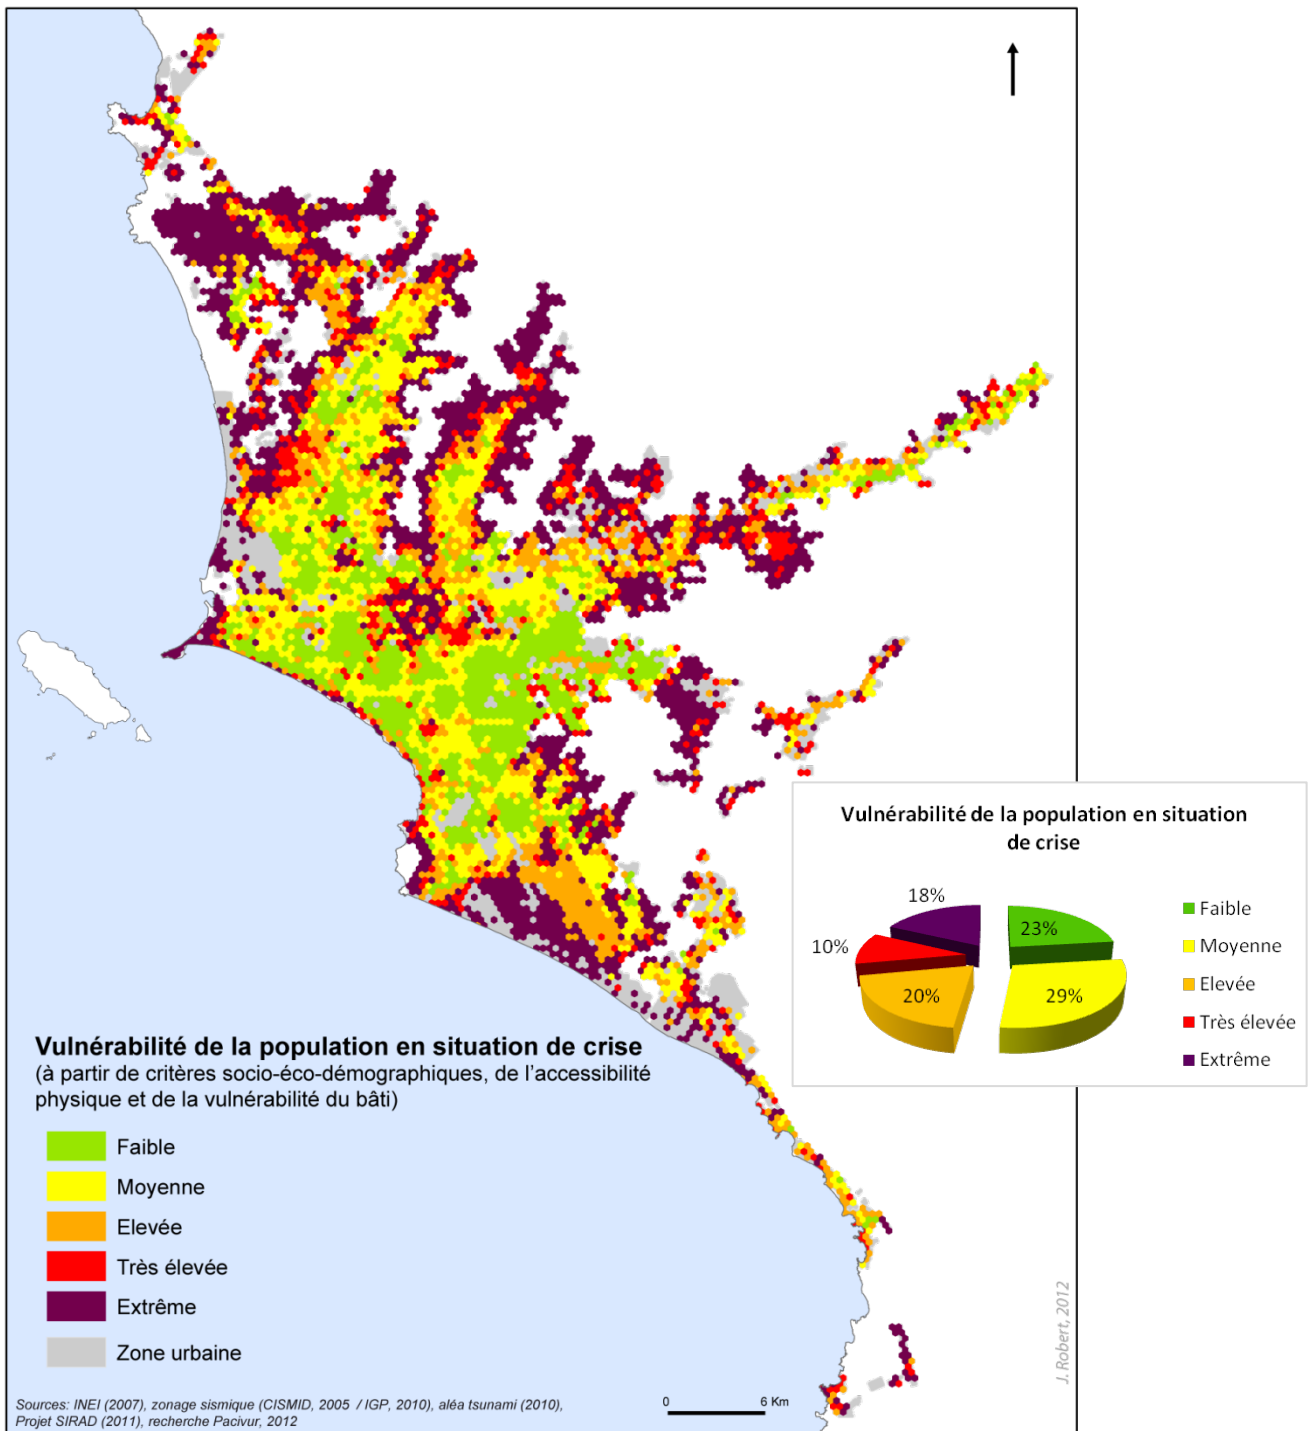 Vulnérabilité de la population en situation
de crise
18%
23%
10%
20%
29%
Faible
Moyenne
Elevée
Très élevée
Extrême
Vulnérabilité de la population en situation de crise
(à partir de critères socio-éco-démographiques, de l'accessibilité
physique et de la vulnérabilité du bâti)
Faible
Moyenne
Elevée
Très élevée
Extrême
Zone urbaine
J. Robert, 2012
0 6 Km
Sources: INEI (2007), zonage sismique (CISMID, 2005 / IGP, 2010), aléa tsunami (2010),
Projet SIRAD (2011), recherche Pacivur, 2012